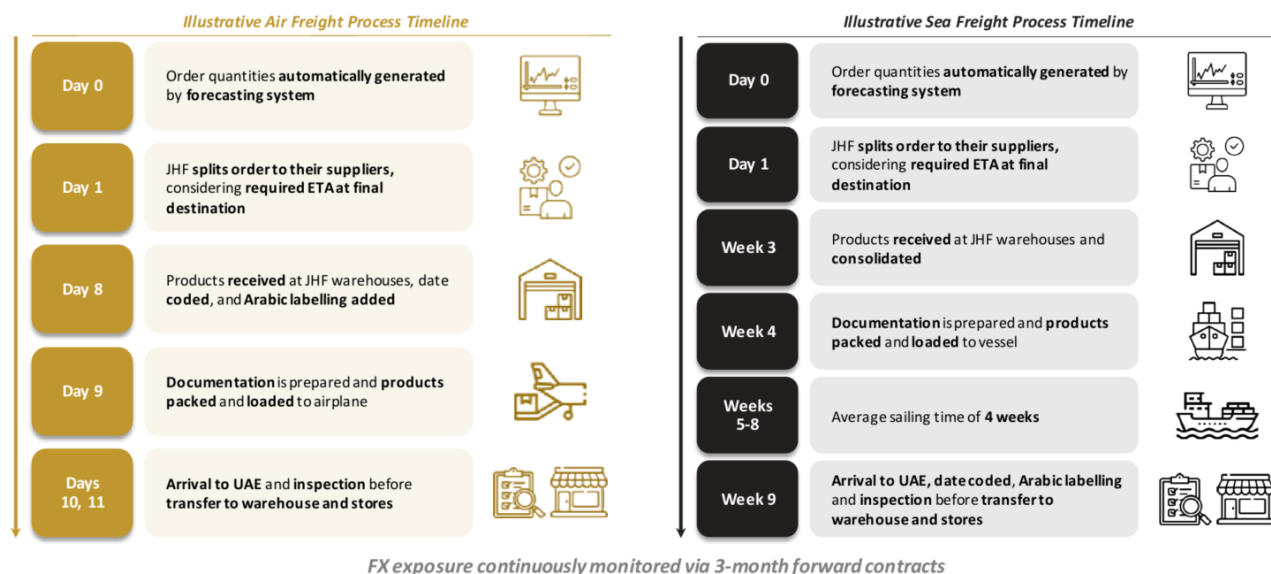 Illustrative Air Freight Process Timeline
Day 0
Order quantities automatically generated
by forecasting system
Day 1
JHF splits order to their suppliers,
considering required ETA at final
destination
Day 8
Products received at JHF warehouses, date
coded, and Arabic labelling added
Day 9
Documentation is prepared and products
packed and loaded to airplane
Days
10, 11
Arrival to UAE and inspection before
transfer to warehouse and stores
Illustrative Sea Freight Process Timeline
Day 0
Order quantities automatically generated by
forecasting system
Day 1
JHF splits order to their suppliers,
considering required ETA at final
destination
Week 3
Products received at JHF warehouses and
consolidated
Week 4
Documentation is prepared and products
packed and loaded to vessel
Weeks
5-8
Average sailing time of 4 weeks
Week 9
Arrival to UAE, date coded, Arabic labelling
and inspection before transfer to
warehouse and stores
FX exposure continuously monitored via 3-month forward contracts